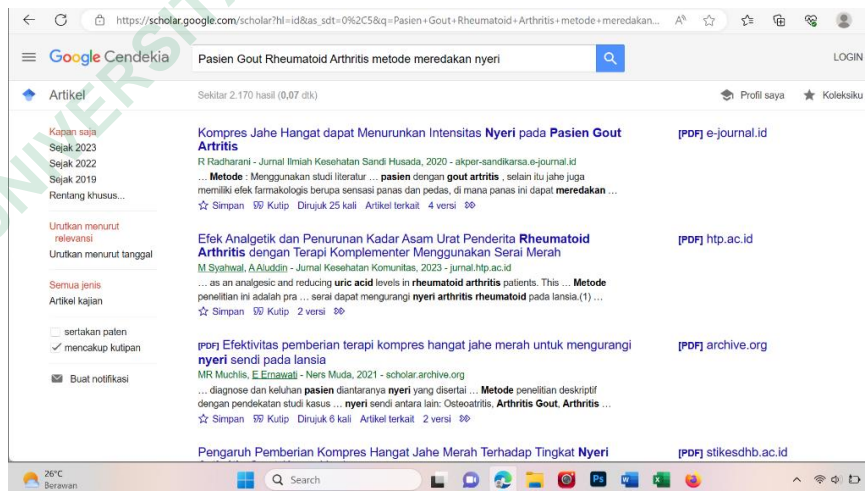 https://scholar.google.com/scholar?hl=id&as_sdt=0%2C5&q=Pasien+Gout+Rheumatoid+Arthritis+metode+meredakan...
Google Cendekia
Pasien Gout Rheumatoid Arthritis metode meredakan nyeri
LOGIN
Artikel
Sekitar 2.170 hasil (0,07 dtk)
Profil saya
Koleksiku
Kapan saja
Sejak 2023
Sejak 2022
Sejak 2019
Rentang khusus...
Urutkan menurut
relevansi
Urutkan menurut tanggal
Semua jenis
Artikel kajian
sertakan paten
mencakup kutipan
Buat notifikasi
Kompres Jahe Hangat dapat Menurunkan Intensitas Nyeri pada Pasien Gout
Artritis
[PDF] e-journal.id
R Radharani - Jurnal Ilmiah Kesehatan Sandi Husada, 2020 - akper-sandikarsa.e-journal.id
... Metode : Menggunakan studi literatur ... pasien dengan gout artritis , selain itu jahe juga
memiliki efek farmakologis berupa sensasi panas dan pedas, di mana panas ini dapat meredakan ...
Simpan Kutip Dirujuk 25 kali Artikel terkait 4 versi
Efek Analgetik dan Penurunan Kadar Asam Urat Penderita Rheumatoid
Arthritis dengan Terapi Komplementer Menggunakan Serai Merah
[PDF] htp.ac.id
M Syahwal, A Aluddin - Jurnal Kesehatan Komunitas, 2023 - jurnal.htp.ac.id
... as an analgesic and reducing uric acid levels in rheumatoid arthritis patients. This ... Metode
penelitian ini adalah pra ... serai dapat mengurangi nyeri arthritis rheumatoid pada lansia.(1) ...
Simpan Kutip 2 versi
[PDF] Efektivitas pemberian terapi kompres hangat jahe merah untuk mengurangi
nyeri sendi pada lansia
[PDF] archive.org
MR Muchlis, E Ernawati - Ners Muda, 2021 - scholar.archive.org
... diagnose dan keluhan pasien diantaranya nyeri yang disertai ... Metode penelitian deskriptif
dengan pendekatan studi kasus ... nyeri sendi antara lain: Osteoatritis, Arthritis Gout, Arthritis ...
Simpan Kutip Dirujuk 6 kali Artikel terkait 2 versi
Pengaruh Pemberian Kompres Hangat Jahe Merah Terhadap Tingkat Nyeri
[PDF] stikesdhb.ac.id
26°C
Berawan
Search